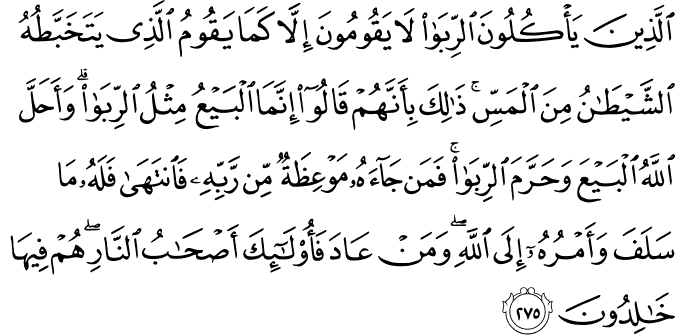 ٱلَّذِينَ يَأْكُلُونَ ٱلرِّبَوٰا۟ لَا يَقُومُونَ إِلَّا كَمَا يَقُومُ ٱلَّذِى يَتَخَبَّطُهُ
ٱلشَّيْطَـٰنُ مِنَ ٱلْمَسِّ ۚ ذَٰلِكَ بِأَنَّهُمْ قَالُوٓا۟ إِنَّمَا ٱلْبَيْعُ مِثْلُ ٱلرِّبَوٰا۟ ۗ وَأَحَلَّ
ٱللَّهُ ٱلْبَيْعَ وَحَرَّمَ ٱلرِّبَوٰا۟ ۚ فَمَن جَآءَهُۥ مَوْعِظَةٌ مِّن رَّبِّهِۦ فَٱنتَهَىٰ فَلَهُۥ مَا
سَلَفَ وَأَمْرُهُۥٓ إِلَى ٱللَّهِ ۖ وَمَنْ عَادَ فَأُو۟لَـٰٓئِكَ أَصْحَـٰبُ ٱلنَّارِ ۖ هُمْ فِيهَا
خَـٰلِدُونَ ٢٧٥